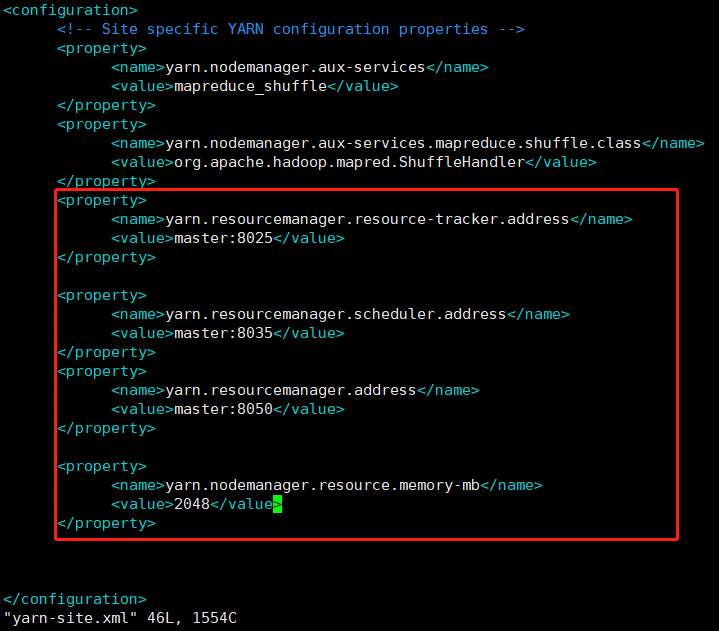 <configuration>
<!-- Site specific YARN configuration properties -->
<property>
<name>yarn.nodemanager.aux-services</name>
<value>mapreduce_shuffle</value>
</property>
<property>
<name>yarn.nodemanager.aux-services.mapreduce.shuffle.class</name>
<value>org.apache.hadoop.mapred.ShuffleHandler</value>
</property>
<property>
<name>yarn.resourcemanager.resource-tracker.address</name>
<value>master:8025</value>
</property>
<property>
<name>yarn.resourcemanager.scheduler.address</name>
<value>master:8035</value>
</property>
<property>
<name>yarn.resourcemanager.address</name>
<value>master:8050</value>
</property>
<property>
<name>yarn.nodemanager.resource.memory-mb</name>
<value>2048</value>
</property>
</configuration>
"yarn-site.xml" 46L, 1554C